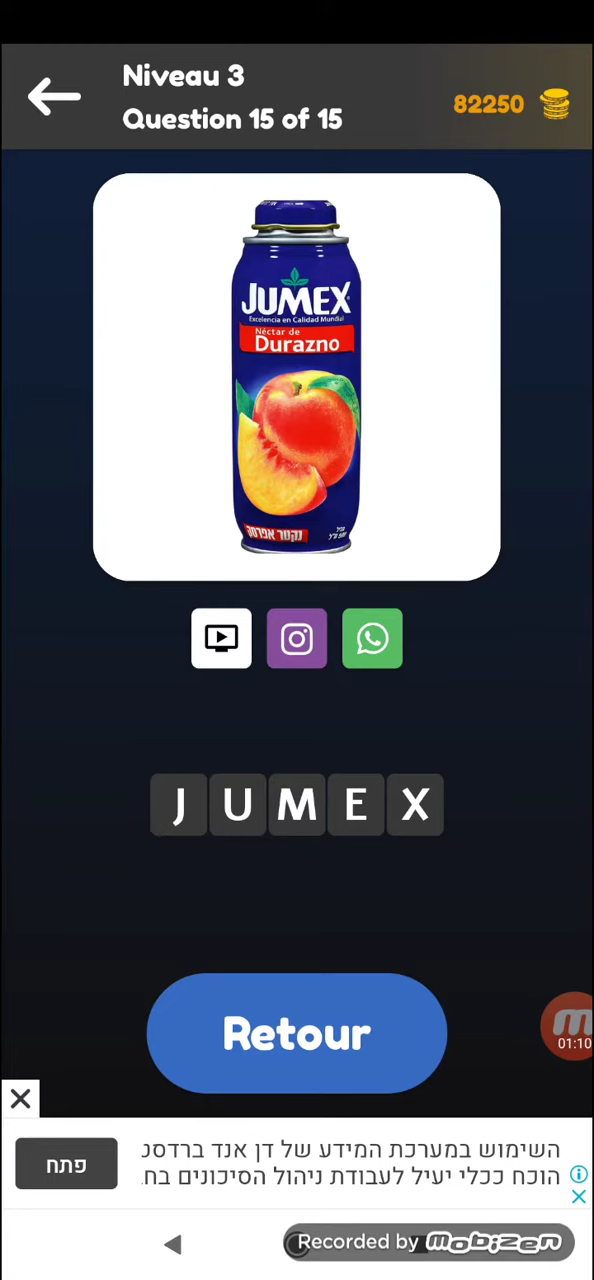 Niveau 3
Question 15 of 15
82250
JUMEX
Excelencia en Calidad Mundial
Néctar de
Durazno
נקטר אפרסק
מכיל
JUMEX
Retour
01:10
השימוש במערכת המידע של דן אנד ברדסט
הוכח ככלי יעיל לעבודת ניהול הסיכונים בח.
פתח
Recorded by mobizen